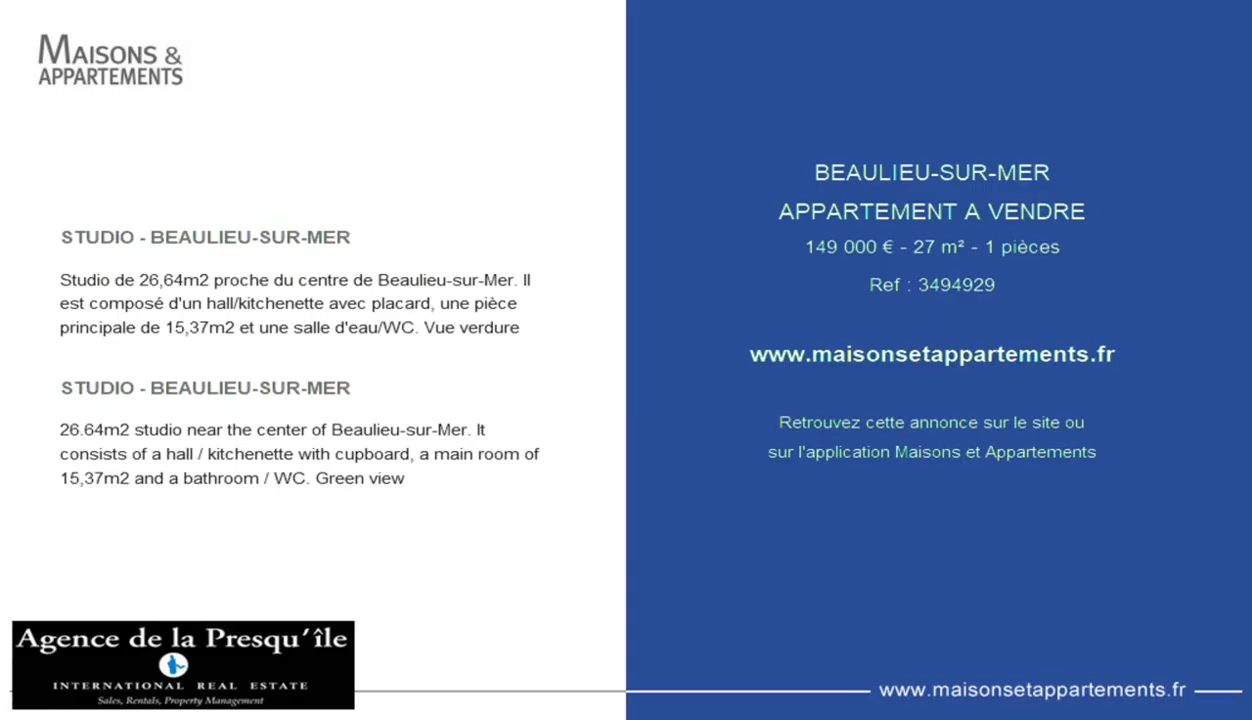 MAISONS &
APPARTEMENTS
STUDIO - BEAULIEU-SUR-MER
Studio de 26,64m2 proche du centre de Beaulieu-sur-Mer. Il
est composé d'un hall/kitchenette avec placard, une pièce
principale de 15,37m2 et une salle d'eau/WC. Vue verdure
STUDIO - BEAULIEU-SUR-MER
26.64m2 studio near the center of Beaulieu-sur-Mer. It
consists of a hall / kitchenette with cupboard, a main room of
15,37m2 and a bathroom / WC. Green view
Agence de la Presqu'île
INTERNATIONAL REAL ESTATE
Sales, Rentals, Property Management
BEAULIEU-SUR-MER
APPARTEMENT A VENDRE
149 000 € - 27 m² - 1 pièces
Ref : 3494929
www.maisonsetappartements.fr
Retrouvez cette annonce sur le site ou
sur l'application Maisons et Appartements
www.maisonsetappartements.fr